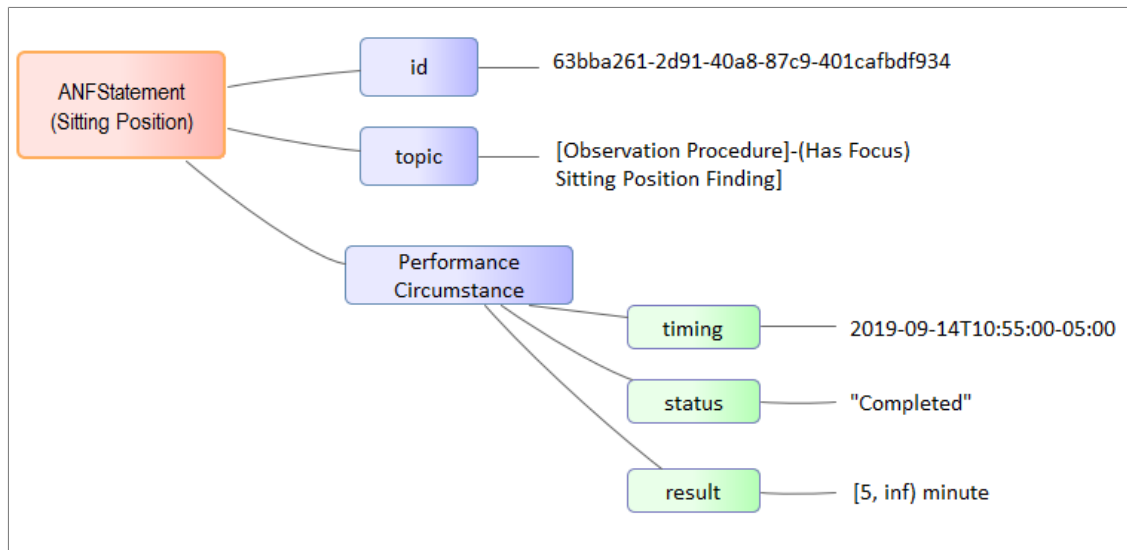 ANFStatement
(Sitting Position)
id
63bba261-2d91-40a8-87c9-401cafbdf934
topic
[Observation Procedure]-(Has Focus)
Sitting Position Finding]
Performance
Circumstance
timing
2019-09-14T10:55:00-05:00
status
"Completed"
result
[5, inf) minute